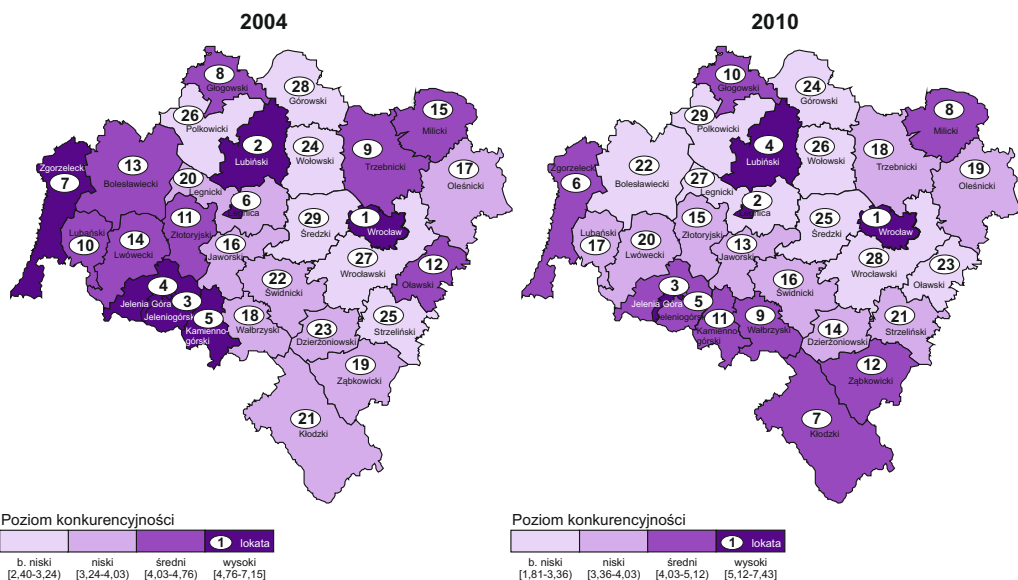 2004
8
Głogowski
28
Górowski
15
Milicki
26
Polkowicki
2
Lubiński
24
Wołowski
9
Trzebnicki
17
Oleśnicki
Zgorzeleck
7
13
Bolesławiecki
20
Legnicki
6
Legnica
11
Złotoryjski
29
Średzki
1
Wrocław
Lubański
10
14
Lwówecki
16
Jaworski
27
Wrocławski
12
Oławski
4
Jelenia Góra
3
Jeleniogórsk
5
Kamienno-
górski
22
Świdnicki
18
Wałbrzyski
23
Dzierżoniowski
25
Strzeliński
19
Ząbkowicki
21
Kłodzki
Poziom konkurencyjności
1 lokata
b. niski niski średni wysoki
[2,40-3,24) [3,24-4,03) [4,03-4,76) [4,76-7,15]
2010
10
Głogowski
24
Górowski
8
Milicki
29
Polkowicki
4
Lubiński
26
Wołowski
18
Trzebnicki
19
Oleśnicki
6
22
Bolesławiecki
27
Legnicki
2
Legnica
15
Złotoryjski
25
Średzki
1
Wrocław
Lubański
17
20
Lwówecki
13
Jaworski
28
Wrocławski
23
Oławski
3
Jelenia Góra
5
Jeleniogórski
11
Kamienno-
górski
16
Świdnicki
9
Wałbrzyski
14
Dzierżoniowski
21
Strzeliński
12
Ząbkowicki
7
Kłodzki
Poziom konkurencyjności
1 lokata
b. niski niski średni wysoki
[1,81-3,36) [3,36-4,03) [4,03-5,12) [5,12-7,43]